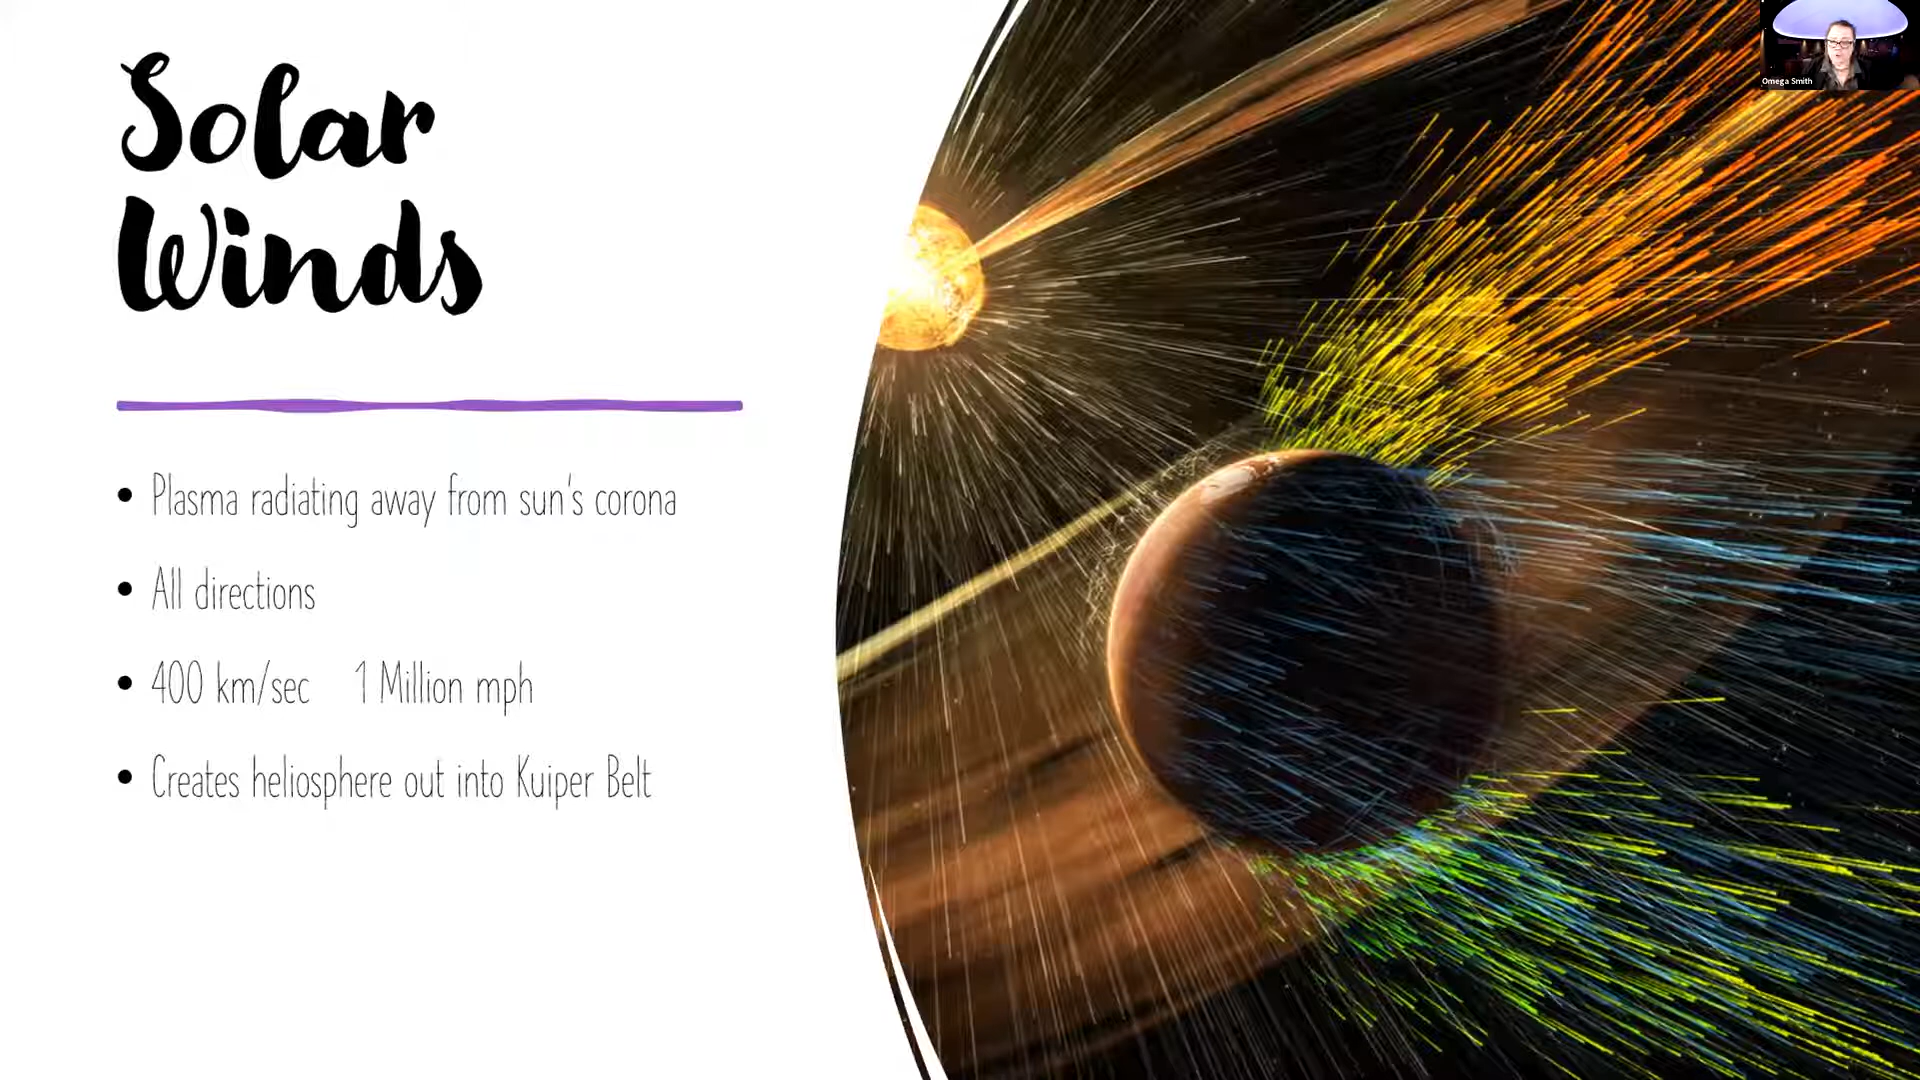 Solar
Winds
Omega Smith
• Plasma radiating away from sun's corona
• All directions
• 400 km/sec 1 Million mph
• Creates heliosphere out into Kuiper Belt